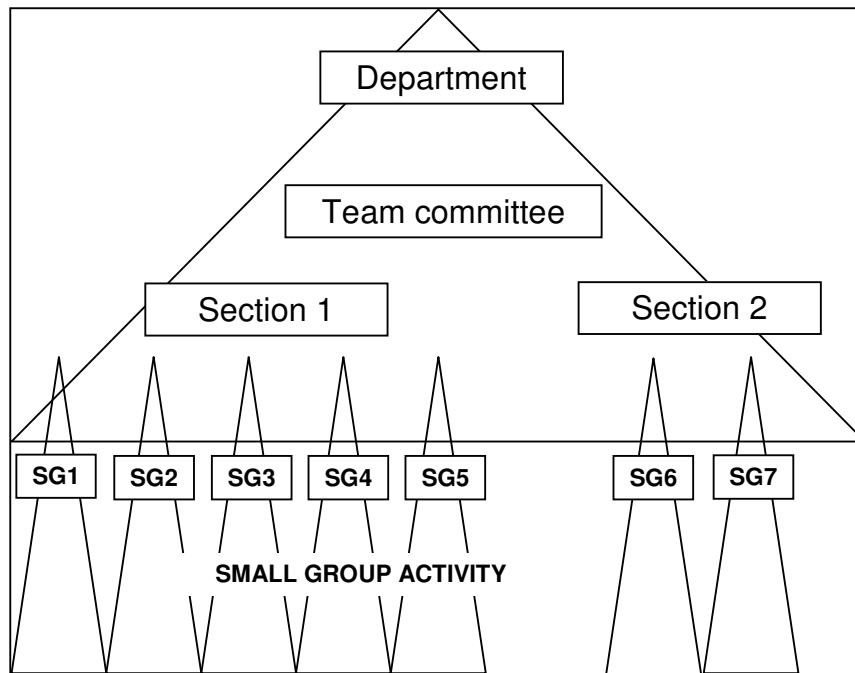 Department
Team committee
Section 1
Section 2
SG1
SG2
SG3
SG4
SG5
SG6
SG7
SMALL GROUP ACTIVITY